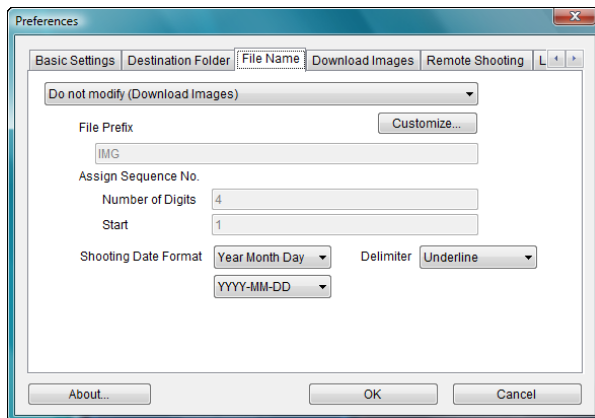 Preferences
Basic Settings Destination Folder File Name Download Images Remote Shooting L
Do not modify (Download Images)
File Prefix Customize...
IMG
Assign Sequence No.
Number of Digits 4
Start 1
Shooting Date Format Year Month Day Delimiter Underline
YYYY-MM-DD
About... OK Cancel